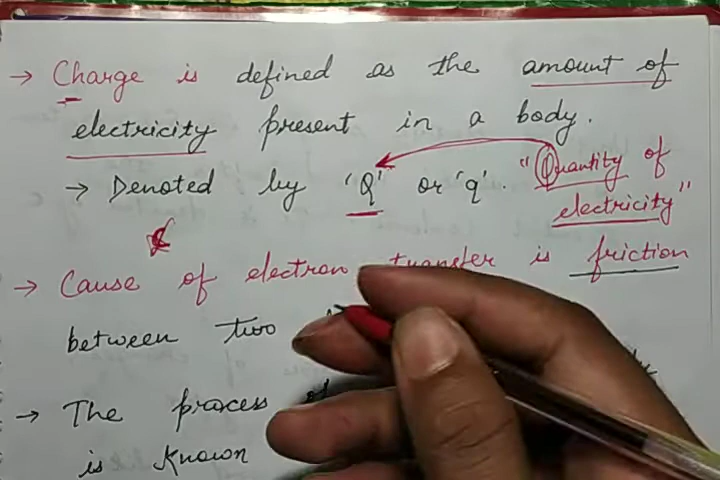 → Charge is defined as the amount of
electricity present in a body.
→ Denoted by 'Q' or 'q'. "Quantity of
electricity"
→ Cause of electron transfer is friction
between two
→ The process of
is known